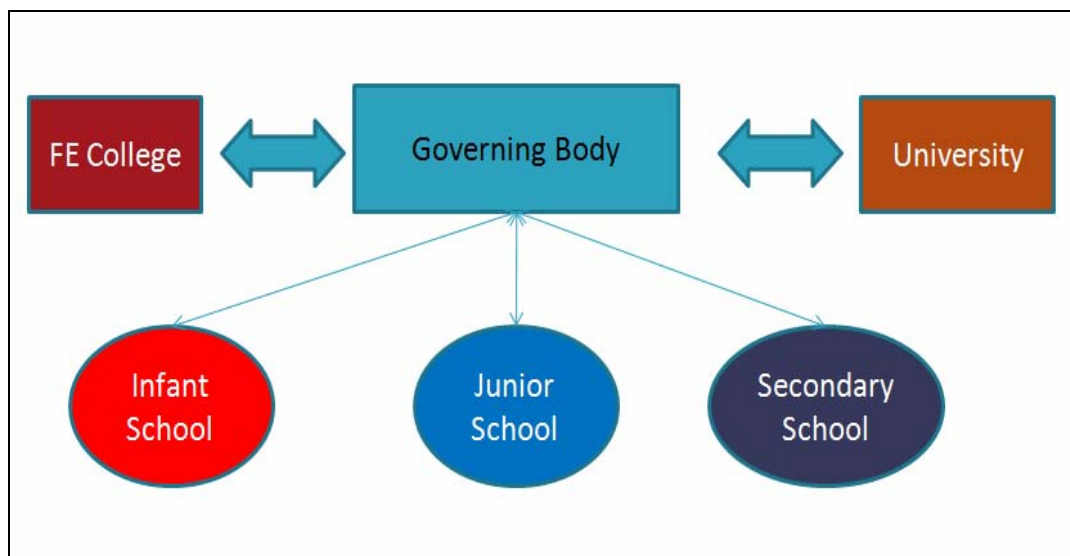 FE College
Governing Body
University
Infant
School
Junior
School
Secondary
School